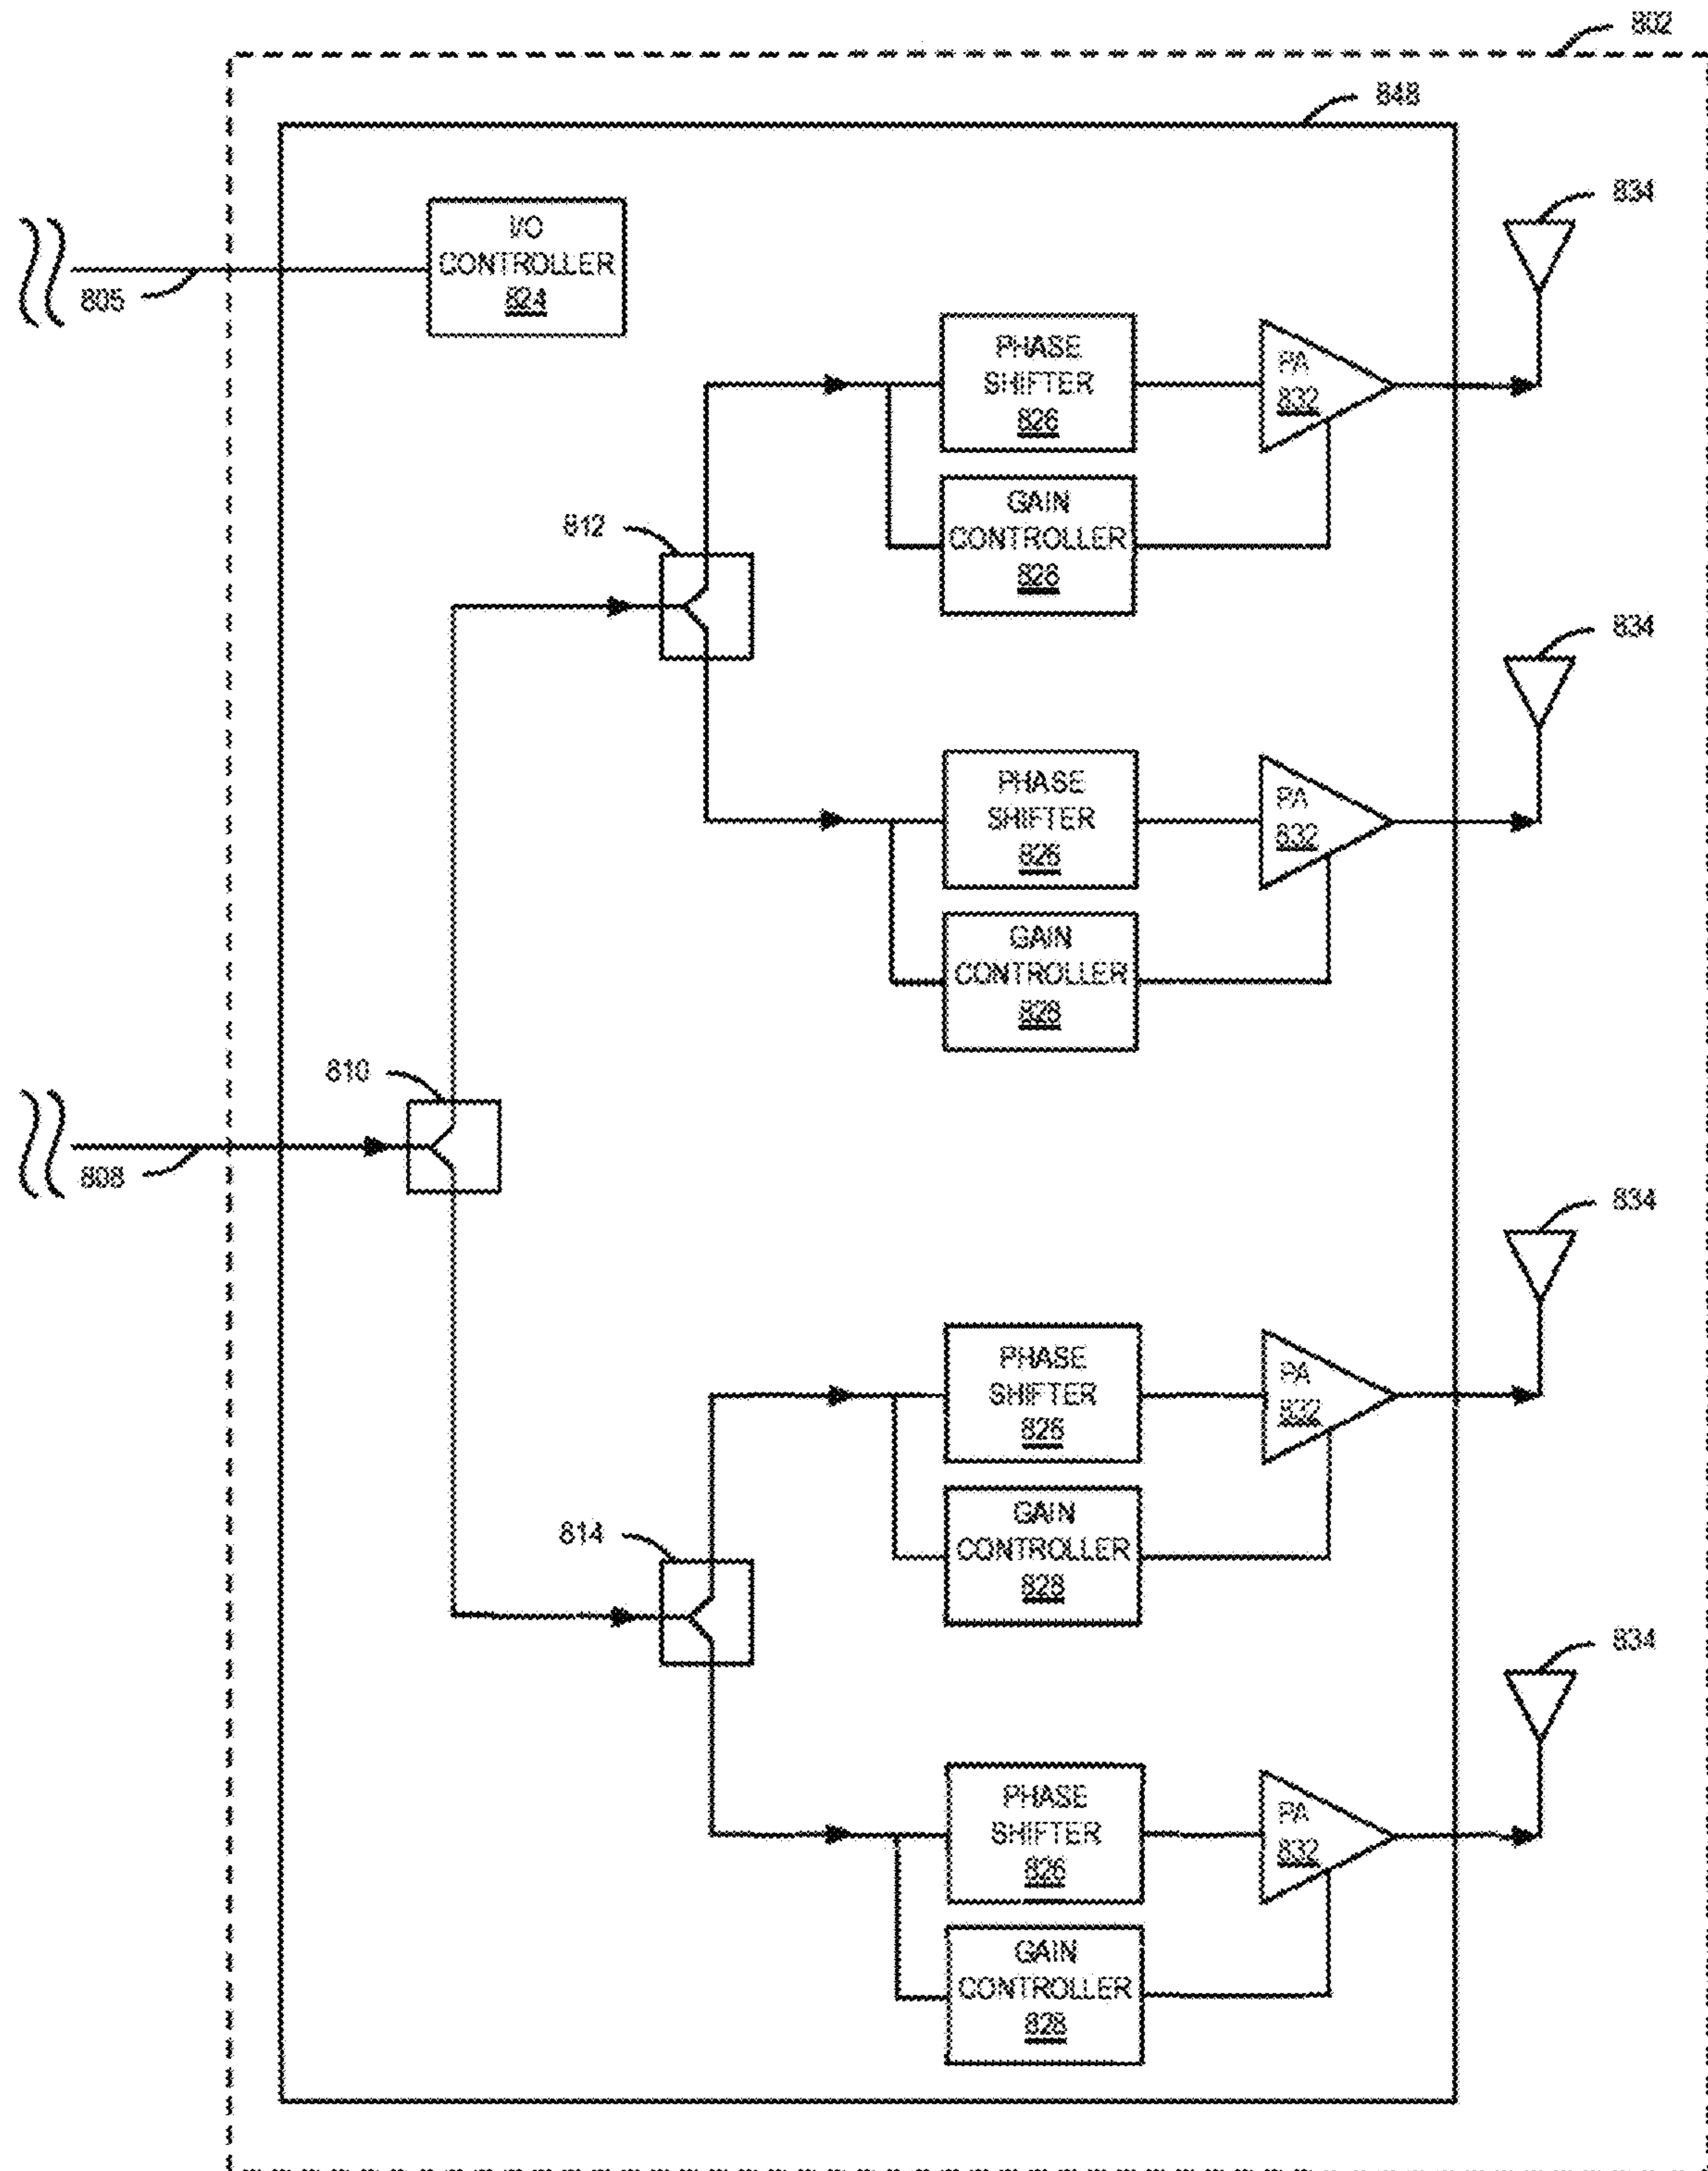 802
848
834
I/O
CONTROLLER
824
805
PHASE
SHIFTER
826
PA
832
GAIN
CONTROLLER
828
812
834
PHASE
SHIFTER
826
PA
832
GAIN
CONTROLLER
828
810
808
834
PHASE
SHIFTER
826
PA
832
GAIN
CONTROLLER
828
814
834
PHASE
SHIFTER
826
PA
832
GAIN
CONTROLLER
828